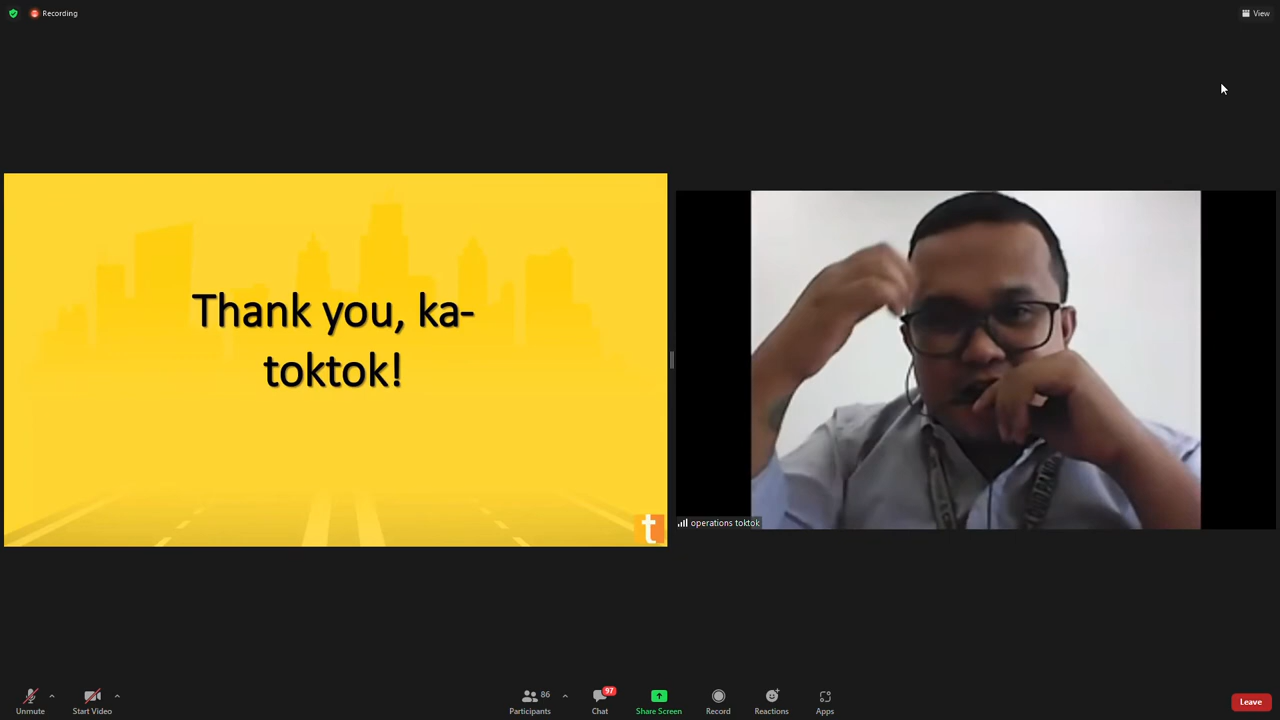 Recording
View
Thank you, ka-
toktok!
t
operations toktok
Unmute
Start Video
86
Participants
97
Chat
Share Screen
Record
Reactions
Apps
Leave